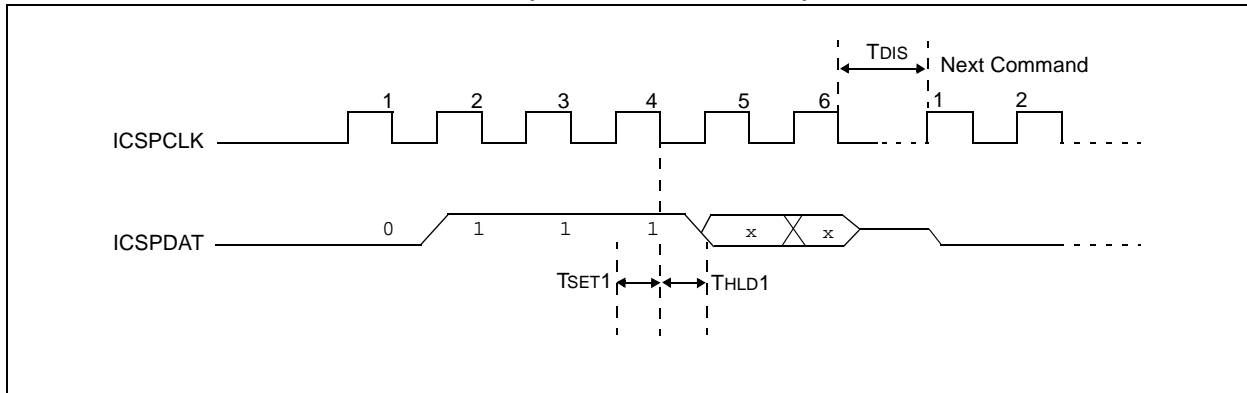 TDIS
Next Command
1 2 3 4 5 6 1 2
ICSPCLK
ICSPDAT
0 1 1 1 x x
TSET1
THLD1